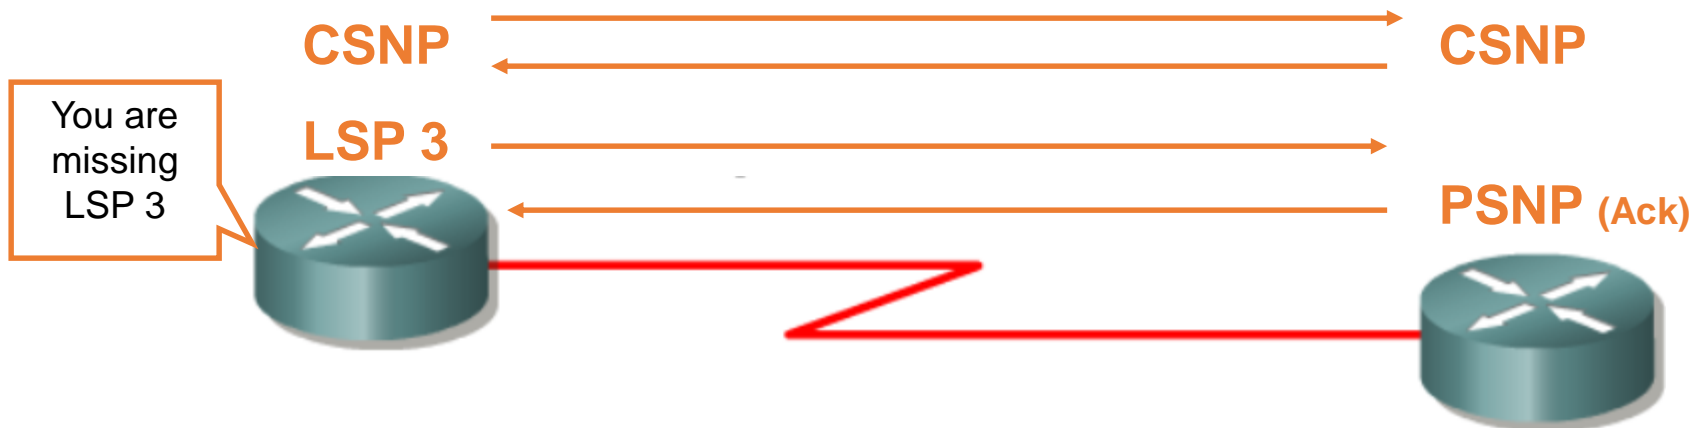 CSNP
CSNP
You are
missing
LSP 3
LSP 3
PSNP (Ack)